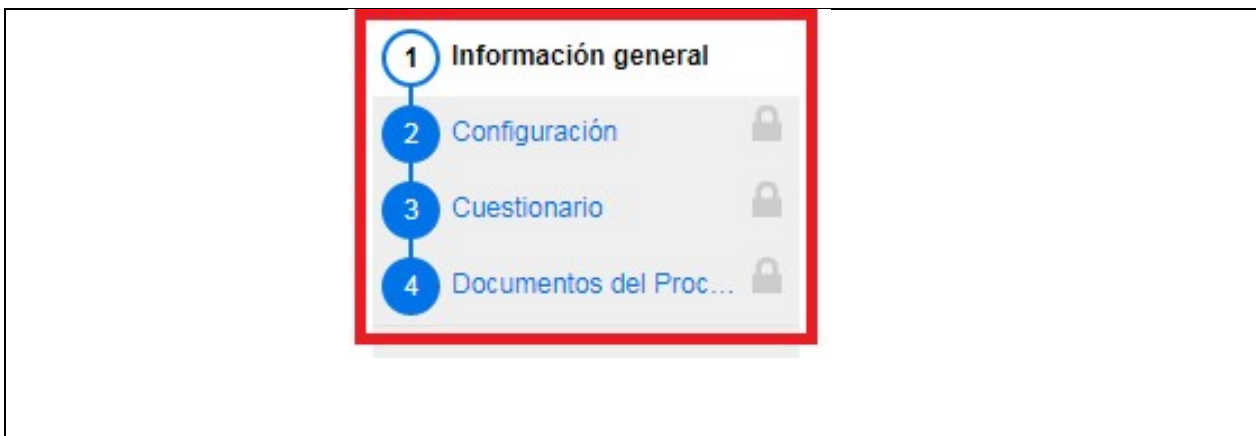 1 Información general
2 Configuración
3 Cuestionario
4 Documentos del Proc...